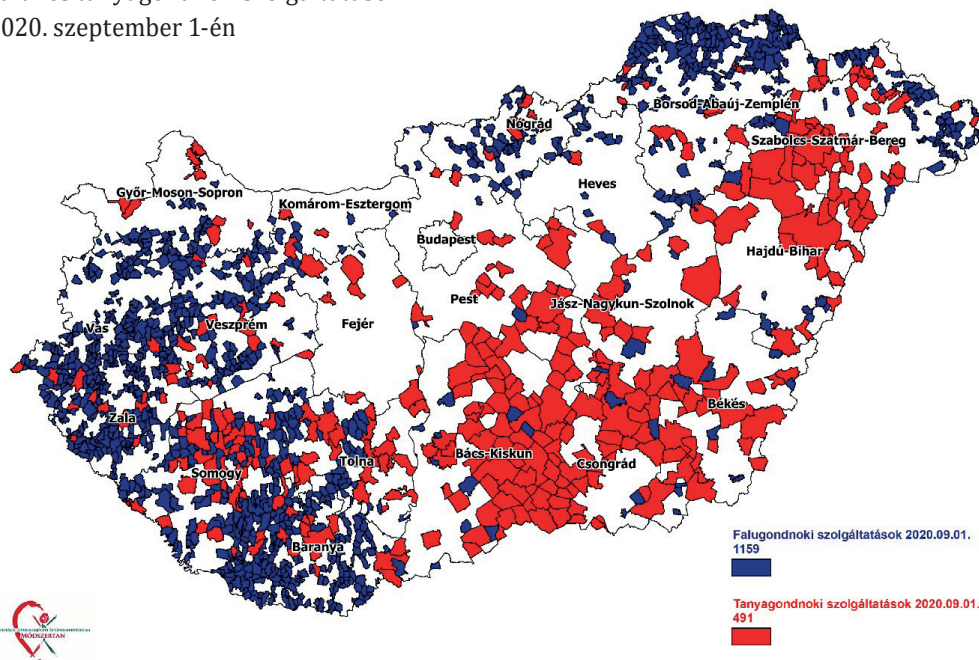 2020. szeptember 1-én
Borsod-Abaúj-Zemplén
Nógrád
Szabolcs-Szatmár-Bereg
Heves
Győr-Moson-Sopron
Komárom-Esztergom
Budapest
Hajdú-Bihar
Pest
Jász-Nagykun-Szolnok
Vas
Veszprém
Fejér
Békés
Zala
Bács-Kiskun
Somogy
Tolna
Csongrád
Baranya
Falugondnoki szolgáltatások 2020.09.01.
1159
Tanyagondnoki szolgáltatások 2020.09.01.
491
MÓDSZERTAN